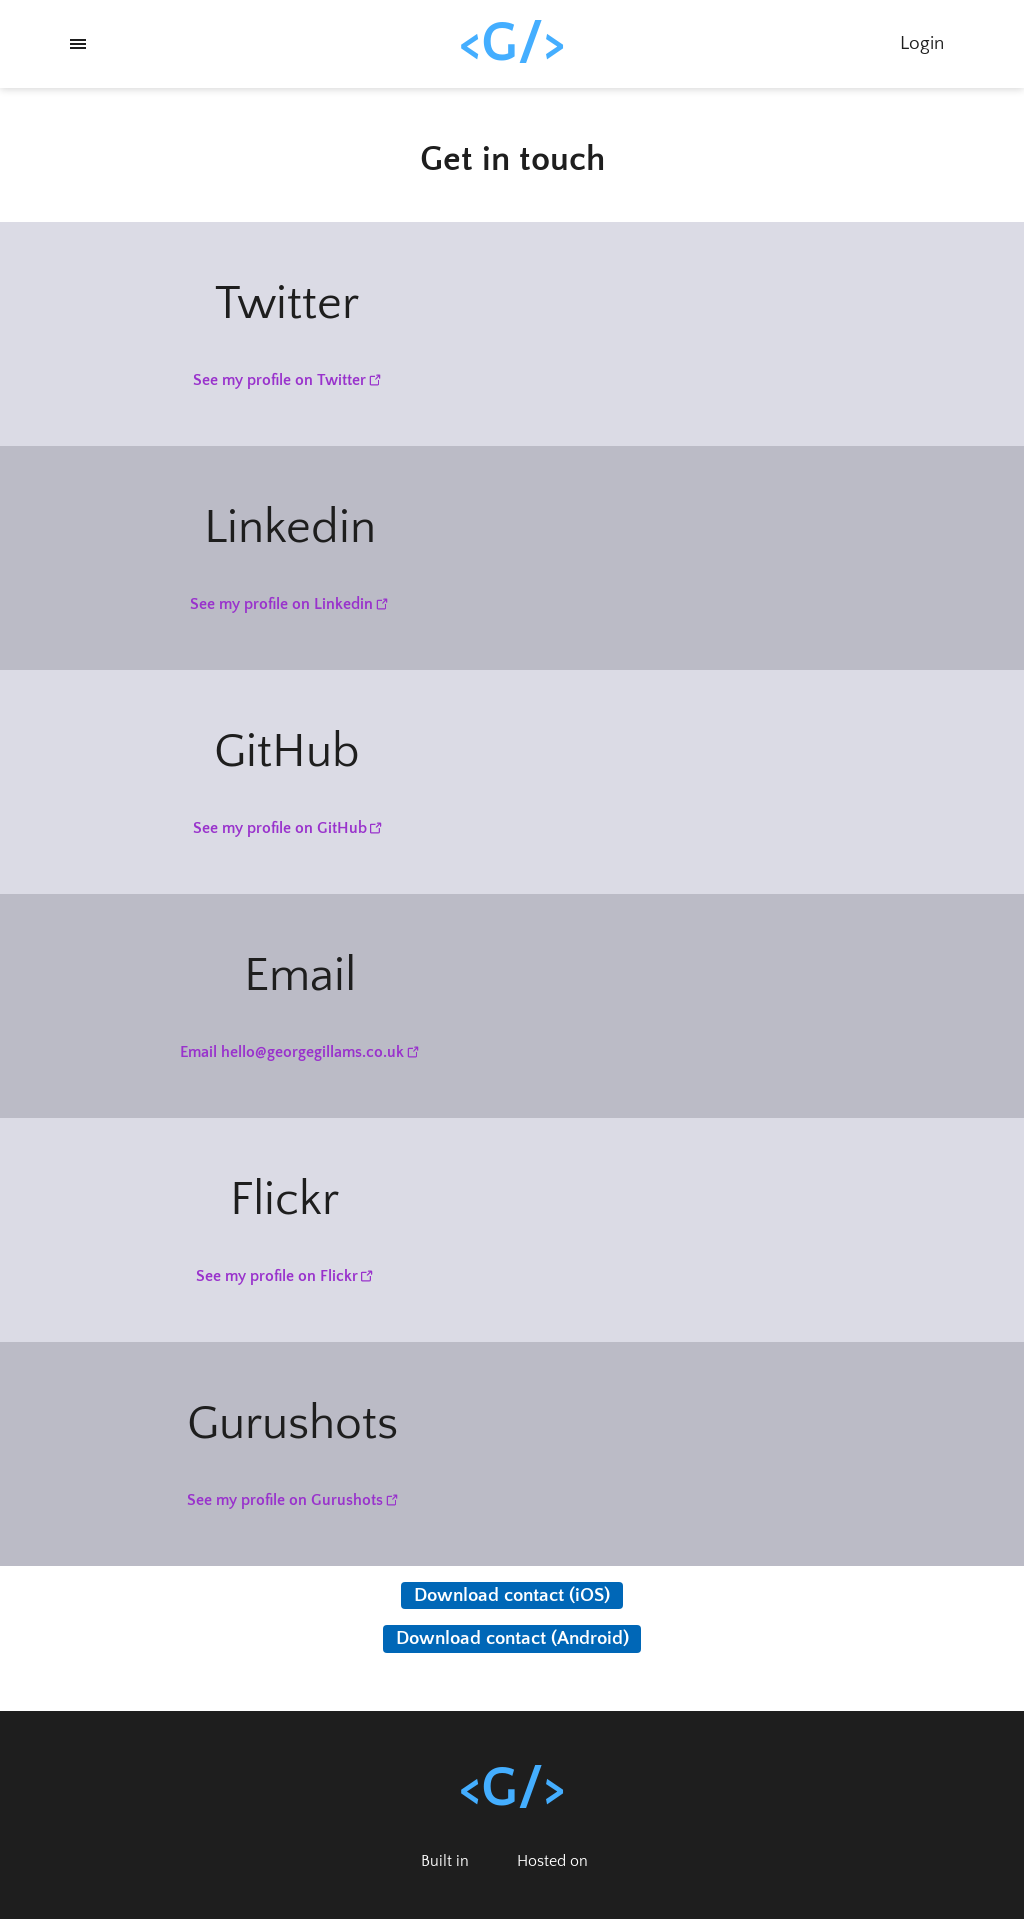 <G/>
Login
Get in touch
Twitter
See my profile on Twitter
Linkedin
See my profile on Linkedin
GitHub
See my profile on GitHub
Email
Email hello@georgegillams.co.uk
Flickr
See my profile on Flickr
Gurushots
See my profile on Gurushots
Download contact (iOS)
Download contact (Android)
<G/>
Built in
Hosted on